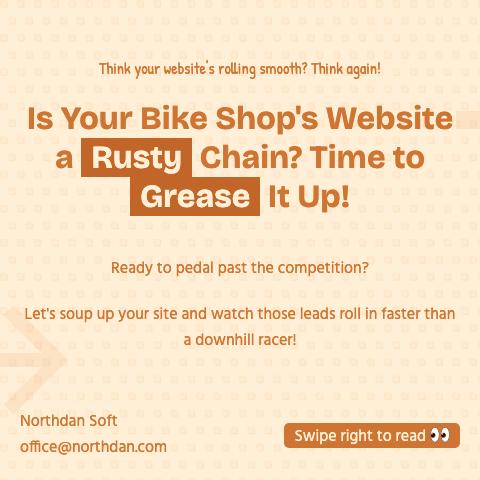 Think your website's rolling smooth? Think again!
Is Your Bike Shop's Website
a Rusty Chain? Time to
Grease It Up!
Ready to pedal past the competition?
Let's soup up your site and watch those leads roll in faster than
a downhill racer!
Northdan Soft
office@northdan.com
Swipe right to read 👀